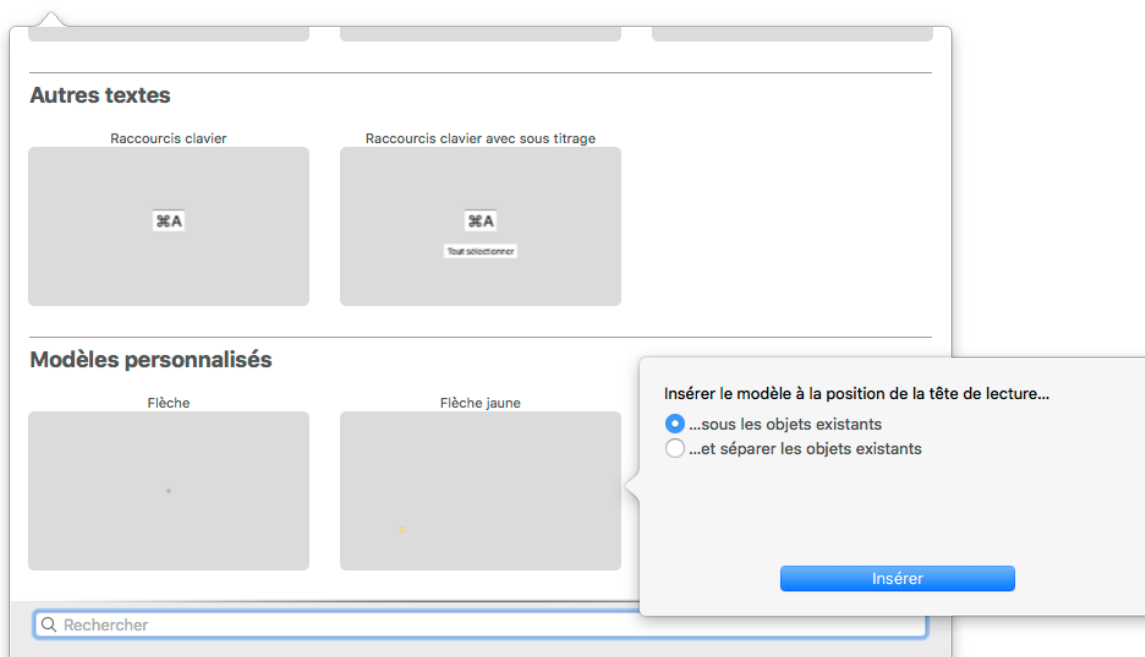 Autres textes
Raccourcis clavier
Raccourcis clavier avec sous titrage
⌘A
⌘A
Tout sélectionner
Modèles personnalisés
Flèche
Flèche jaune
Insérer le modèle à la position de la tête de lecture...
...sous les objets existants
...et séparer les objets existants
Insérer
Rechercher